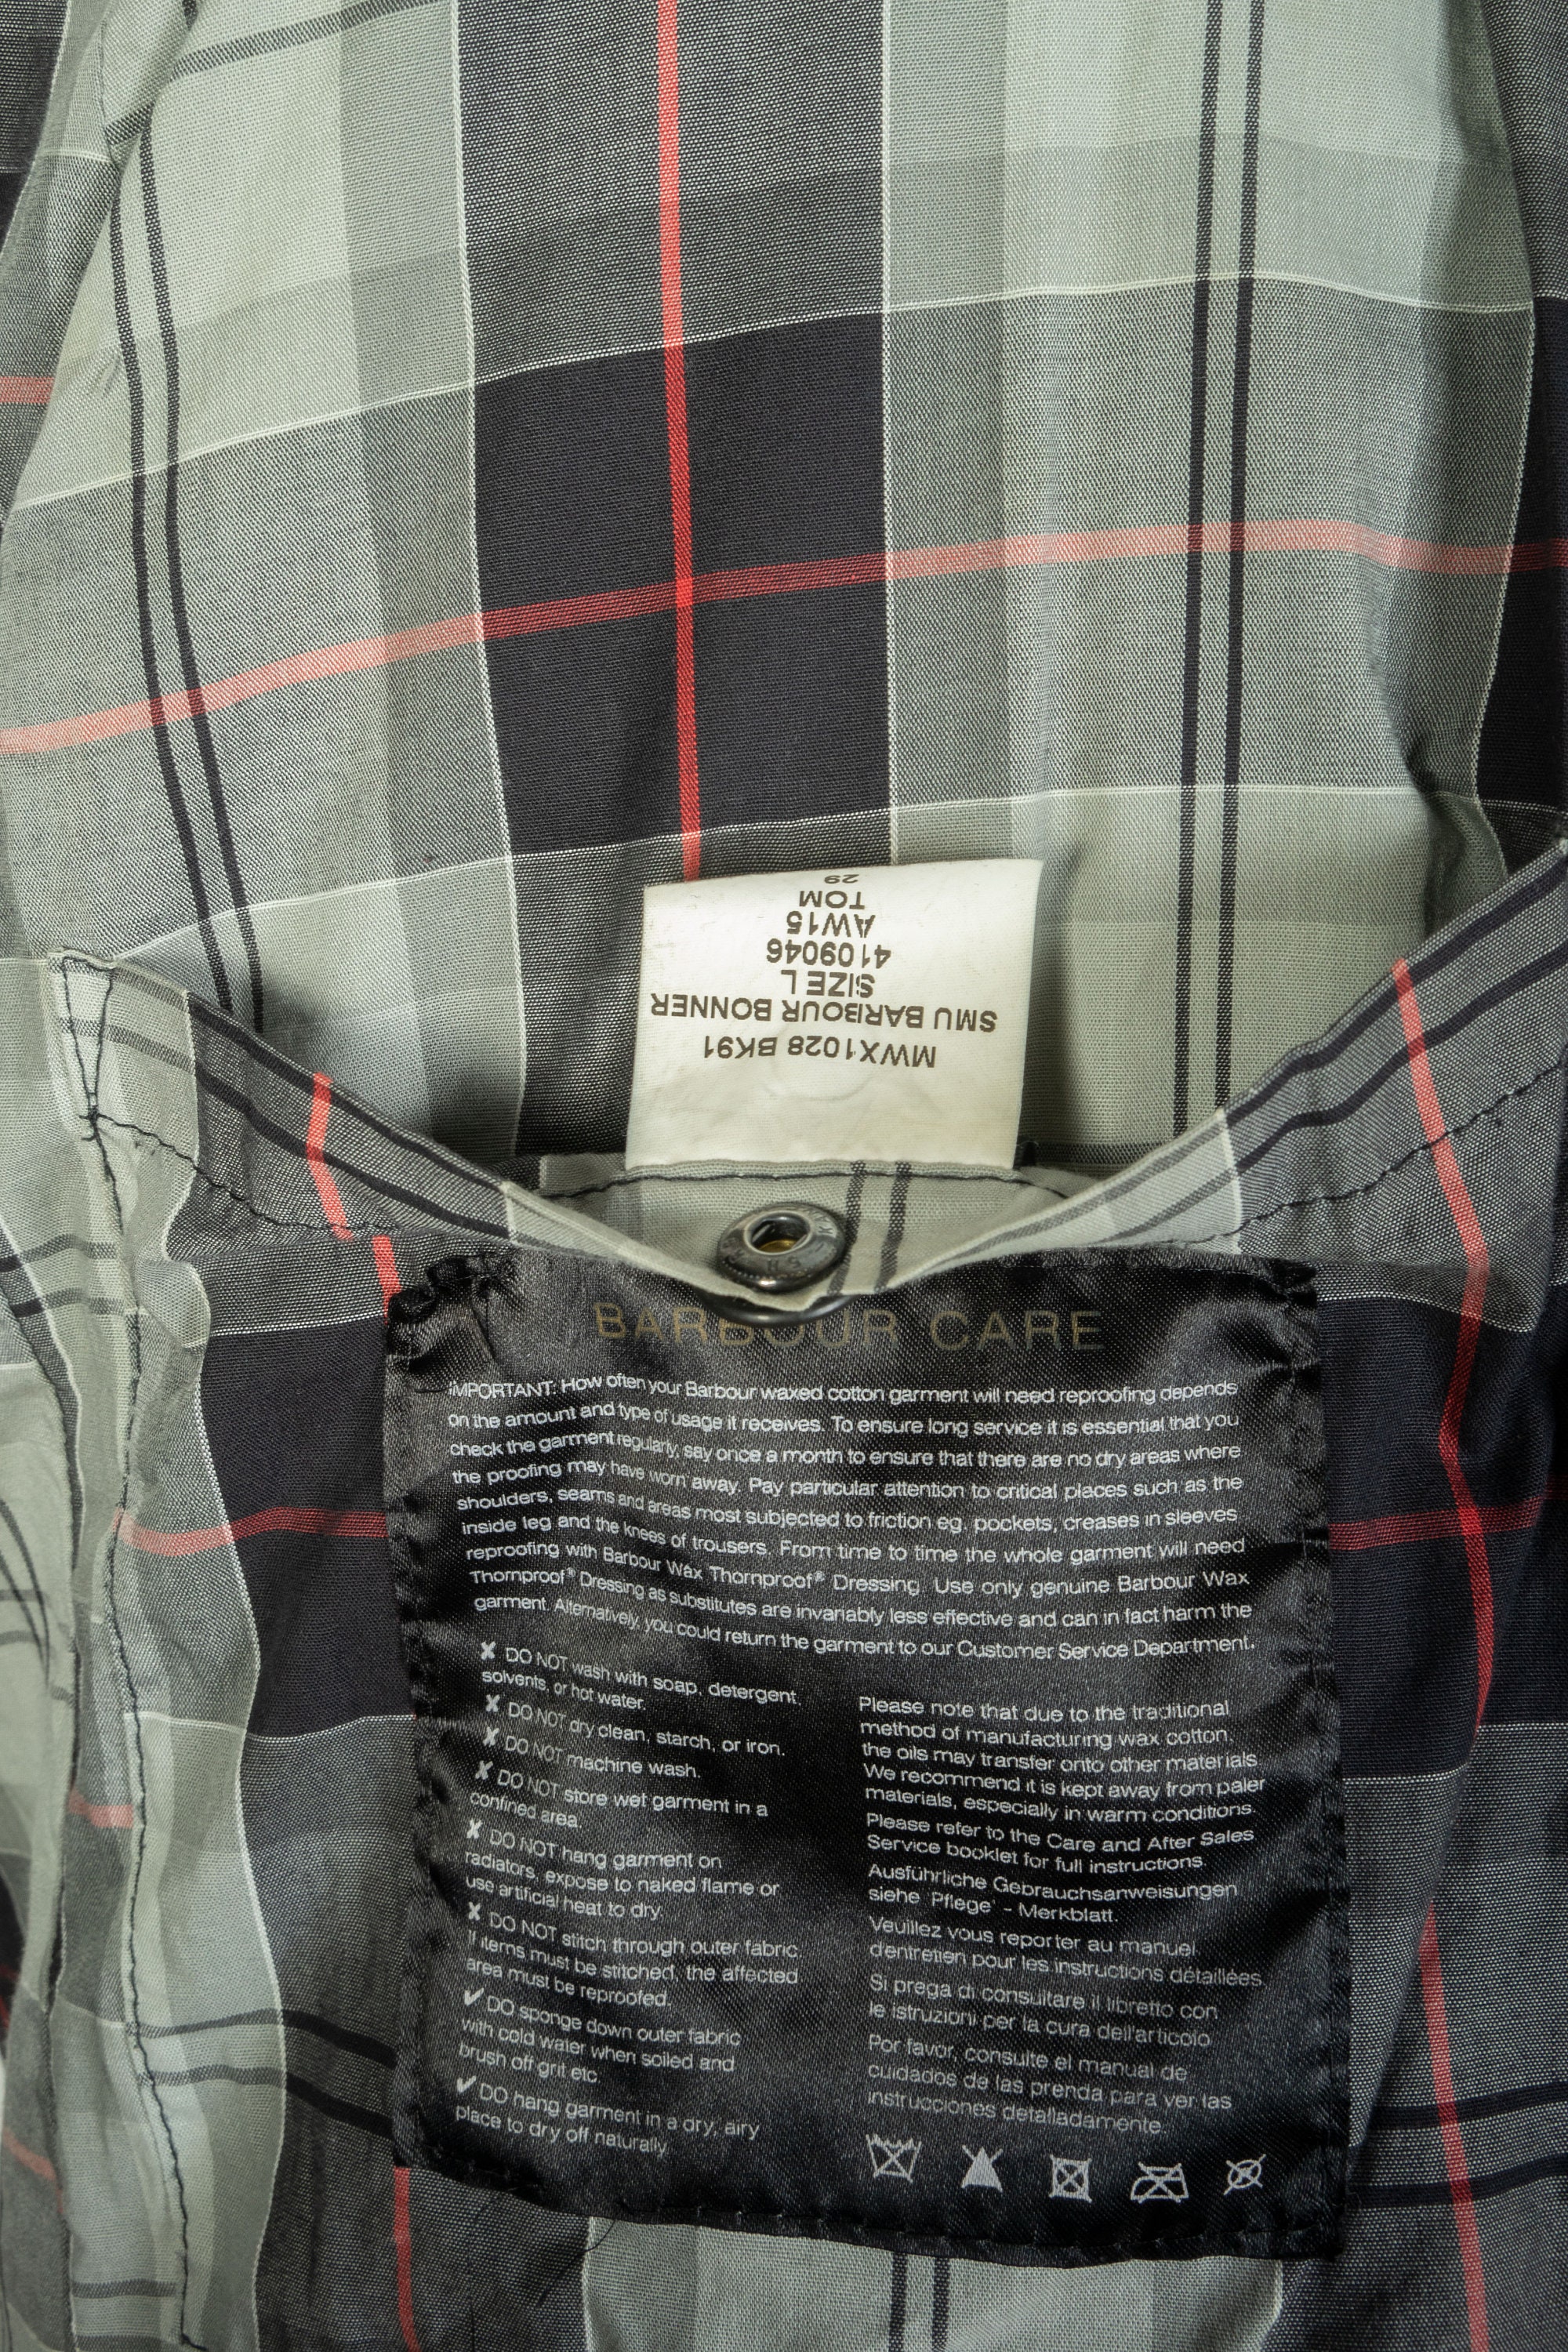 MWX1028 BK91
SMU BARBOUR BONNER
SIZE L
4109046
AW15
TOM
29
BARBOUR CARE
IMPORTANT: How often your Barbour waxed cotton garment will need reproofing depends
on the amount and type of usage it receives. To ensure long service it is essential that you
check the garment regularly, say once a month to ensure that there are no dry areas where
the proofing may have worn away. Pay particular attention to critical places such as the
shoulders, seams and areas most subjected to friction eg. pockets, creases in sleeves
inside leg and the knees of trousers. From time to time the whole garment will need
reproofing with Barbour Wax Thornproof® Dressing. Use only genuine Barbour Wax
Thornproof® Dressing as substitutes are invariably less effective and can in fact harm the
garment. Alternatively, you could return the garment to our Customer Service Department.
✘ DO NOT wash with soap, detergent,
solvents, or hot water.
✘ DO NOT dry clean, starch, or iron.
✘ DO NOT machine wash.
✘ DO NOT store wet garment in a
confined area.
✘ DO NOT hang garment on
radiators, expose to naked flame or
use artificial heat to dry.
✘ DO NOT stitch through outer fabric.
If items must be stitched, the affected
area must be reproofed.
✔ DO sponge down outer fabric
with cold water when soiled and
brush off grit etc.
✔ DO hang garment in a dry, airy
place to dry off naturally.
Please note that due to the traditional
method of manufacturing wax cotton,
the oils may transfer onto other materials.
We recommend it is kept away from paler
materials, especially in warm conditions.
Please refer to the Care and After Sales
Service booklet for full instructions.
Ausführliche Gebrauchsanweisungen
siehe 'Pflege' - Merkblatt.
Veuillez vous reporter au manuel
d'entretien pour les instructions détaillées.
Si prega di consultare il libretto con
le istruzioni per la cura dell'articolo.
Por favor, consulte el manual de
cuidados de las prenda para ver las
instrucciones detalladamente.